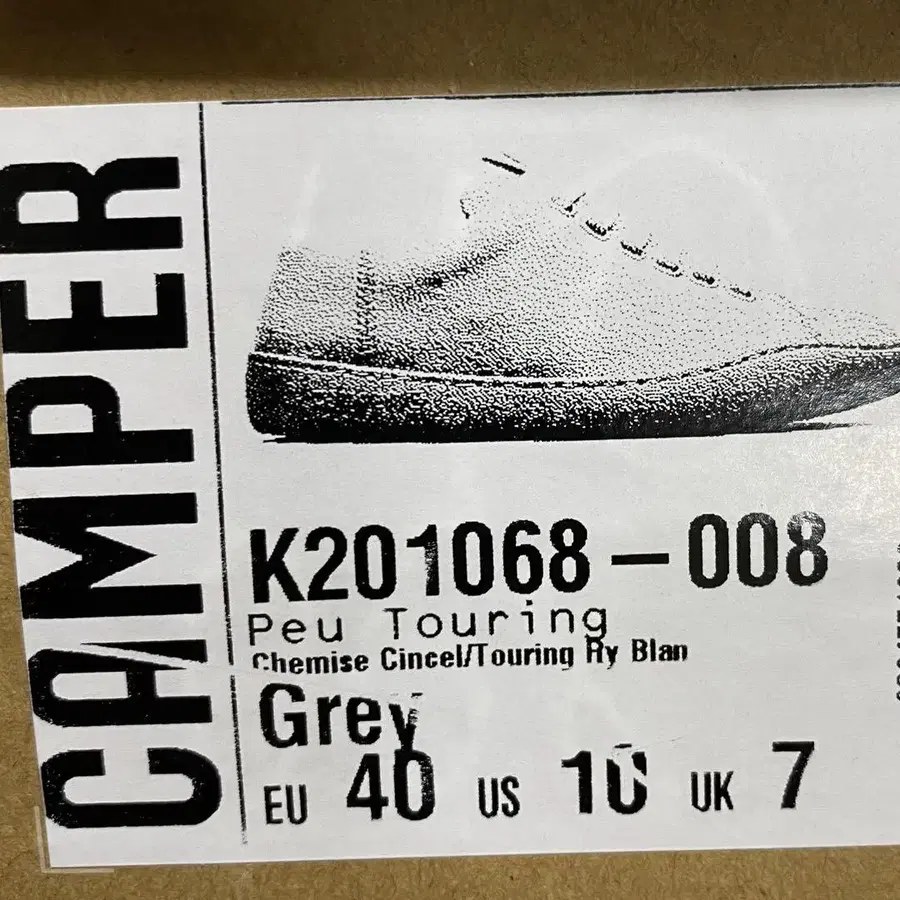 CAMPER
K201068-008
Peu Touring
Chemise Cincel/Touring Ry Blan
Grey
EU 40 US 10 UK 7